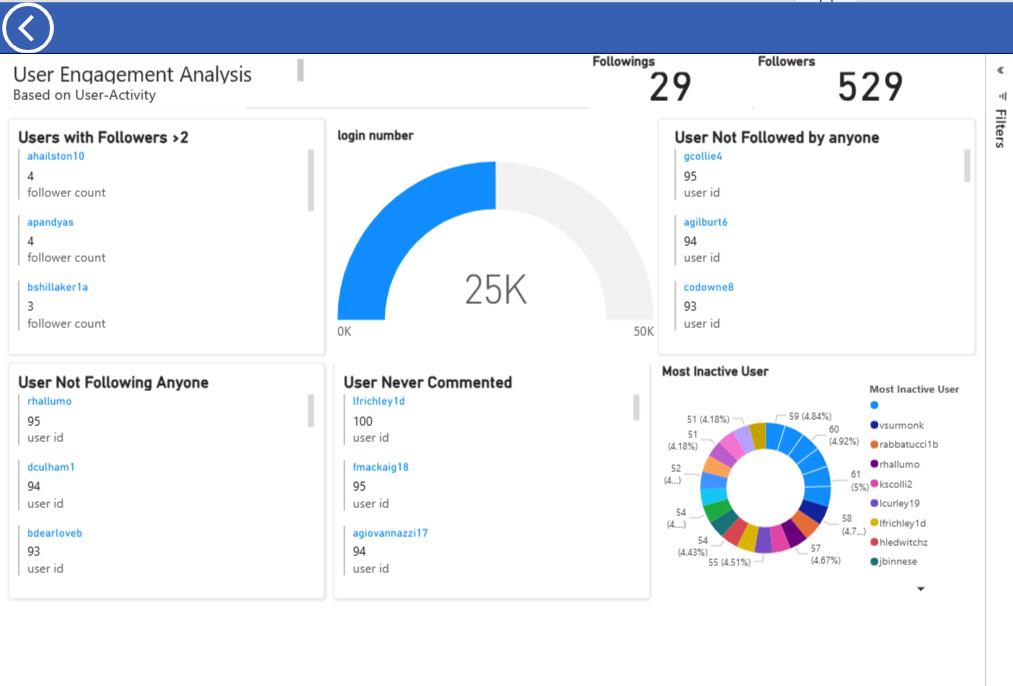 User Engagement Analysis
Based on User-Activity
Followings
29
Followers
529
Filters
Users with Followers >2
ahailston10
4
follower count
apandyas
4
follower count
bshillaker1a
3
follower count
login number
25K
0K
50K
User Not Followed by anyone
gcollie4
95
user id
agilburt6
94
user id
codowne8
93
user id
User Not Following Anyone
rhallumo
95
user id
dculham1
94
user id
bdearloveb
93
user id
User Never Commented
lfrichley1d
100
user id
fmackaig18
95
user id
agiovannazzi17
94
user id
Most Inactive User
59 (4.84%)
60
(4.92%)
61
(5%)
58
(4.7...)
57
(4.67%)
55 (4.51%)
54
(4.43%)
54
(4....)
52
(4...)
51
(4.18%)
51 (4.18%)
Most Inactive User
vsurmonk
rabbatucci1b
rhallumo
kscolli2
lcurley19
lfrichley1d
hledwitchz
jbinnese